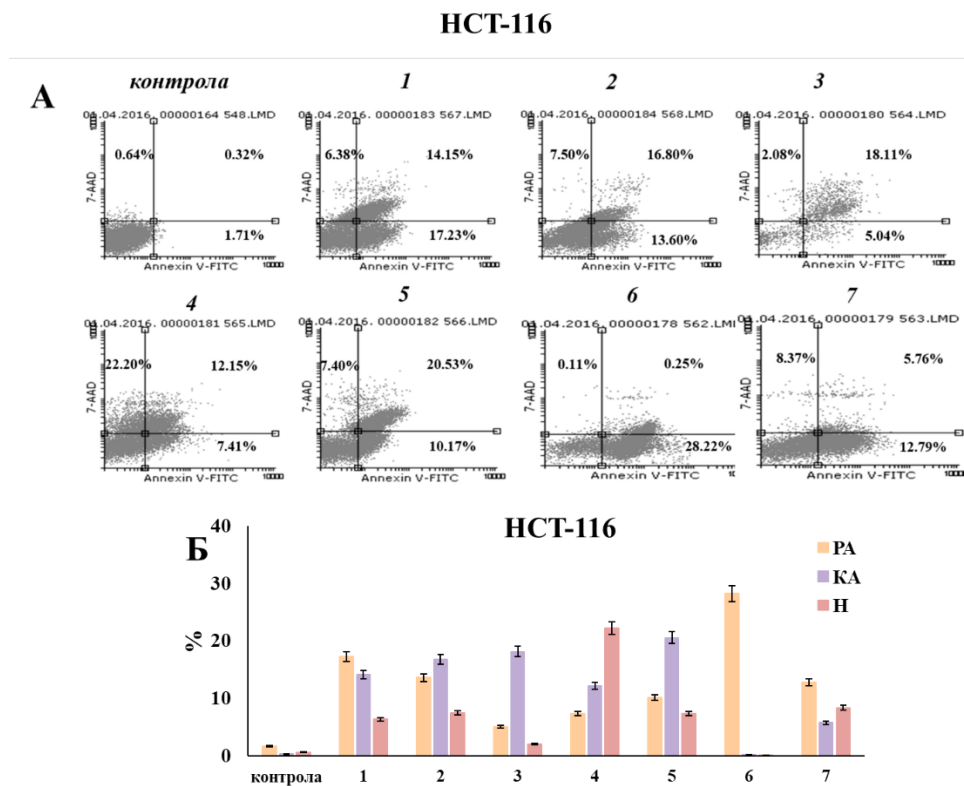 НСТ-116
А
контрола
1
2
3
01.04.2016. 00000164 548.LMD
01.04.2016. 00000183 567.LMD
01.04.2016. 00000184 568.LMD
01.04.2016. 00000180 564.LMD
0.64% 0.32%
6.38% 14.15%
7.50% 16.80%
2.08% 18.11%
7-AAD
7-AAD
7-AAD
7-AAD
1.71%
17.23%
13.60%
5.04%
Annexin V-FITC
Annexin V-FITC
Annexin V-FITC
Annexin V-FITC
4
5
6
7
01.04.2016. 00000181 565.LMD
01.04.2016. 00000182 566.LMD
01.04.2016. 00000178 562.LMI
01.04.2016. 00000179 563.LMD
22.20% 12.15%
7.40% 20.53%
0.11% 0.25%
8.37% 5.76%
7-AAD
7-AAD
7-AAD
7-AAD
7.41%
10.17%
28.22%
12.79%
Annexin V-FITC
Annexin V-FITC
Annexin V-FITC
Annexin V-FITC
Б
НСТ-116
40
30
20
10
0
%
РА
КА
Н
контрола 1 2 3 4 5 6 7